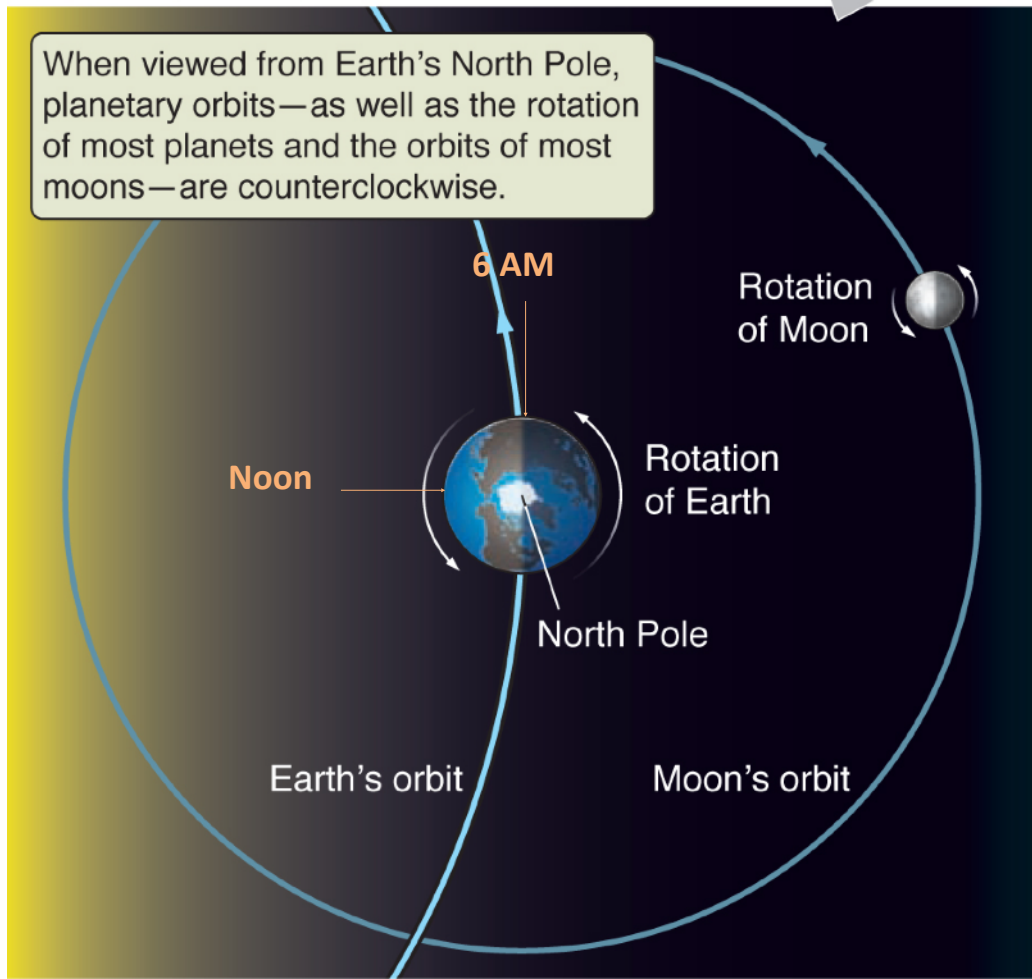 When viewed from Earth's North Pole,
planetary orbits—as well as the rotation
of most planets and the orbits of most
moons—are counterclockwise.
6 AM
Rotation
of Moon
Noon
Rotation
of Earth
North Pole
Earth's orbit
Moon's orbit